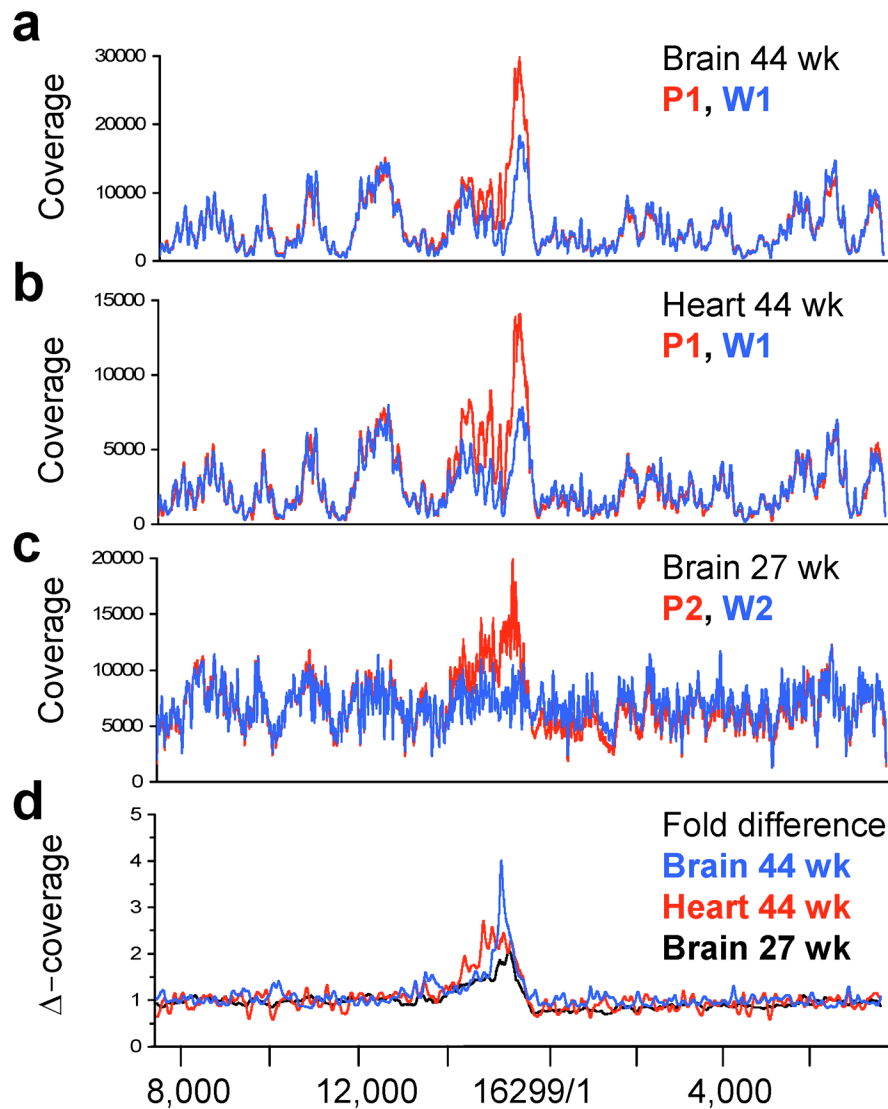 a
Coverage
30000
20000
10000
0
Brain 44 wk
P1, W1
b
Coverage
15000
10000
5000
0
Heart 44 wk
P1, W1
c
Coverage
20000
15000
10000
5000
0
Brain 27 wk
P2, W2
d
Δ−coverage
5
4
3
2
1
0
Fold difference
Brain 44 wk
Heart 44 wk
Brain 27 wk
8,000 12,000 16299/1 4,000